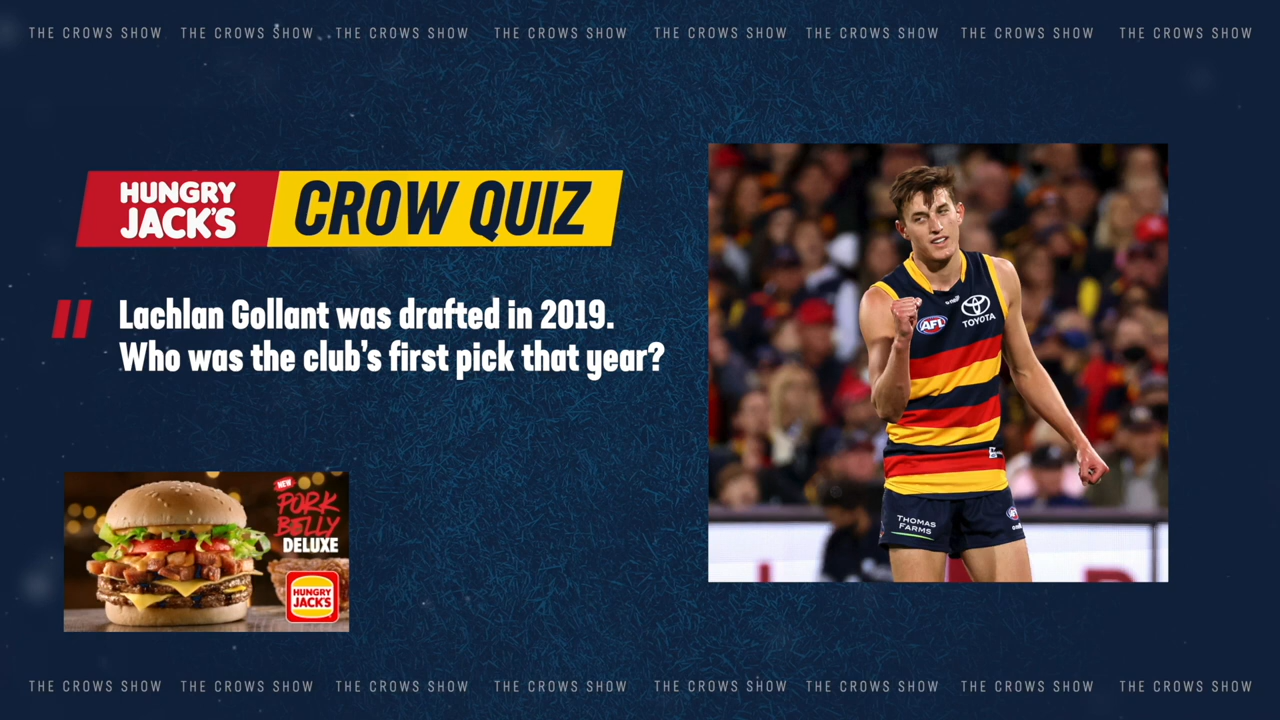 THE CROWS SHOW THE CROWS SHOW THE CROWS SHOW THE CROWS SHOW THE CROWS SHOW THE CROWS SHOW THE CROWS SHOW THE CROWS SHOW
HUNGRY
JACK'S
CROW QUIZ
Lachlan Gollant was drafted in 2019.
Who was the club's first pick that year?
AFL
TOYOTA
THOMAS
FARMS
NEW
PORK
BELLY
DELUXE
HUNGRY
JACK'S
THE CROWS SHOW THE CROWS SHOW THE CROWS SHOW THE CROWS SHOW THE CROWS SHOW THE CROWS SHOW THE CROWS SHOW THE CROWS SHOW